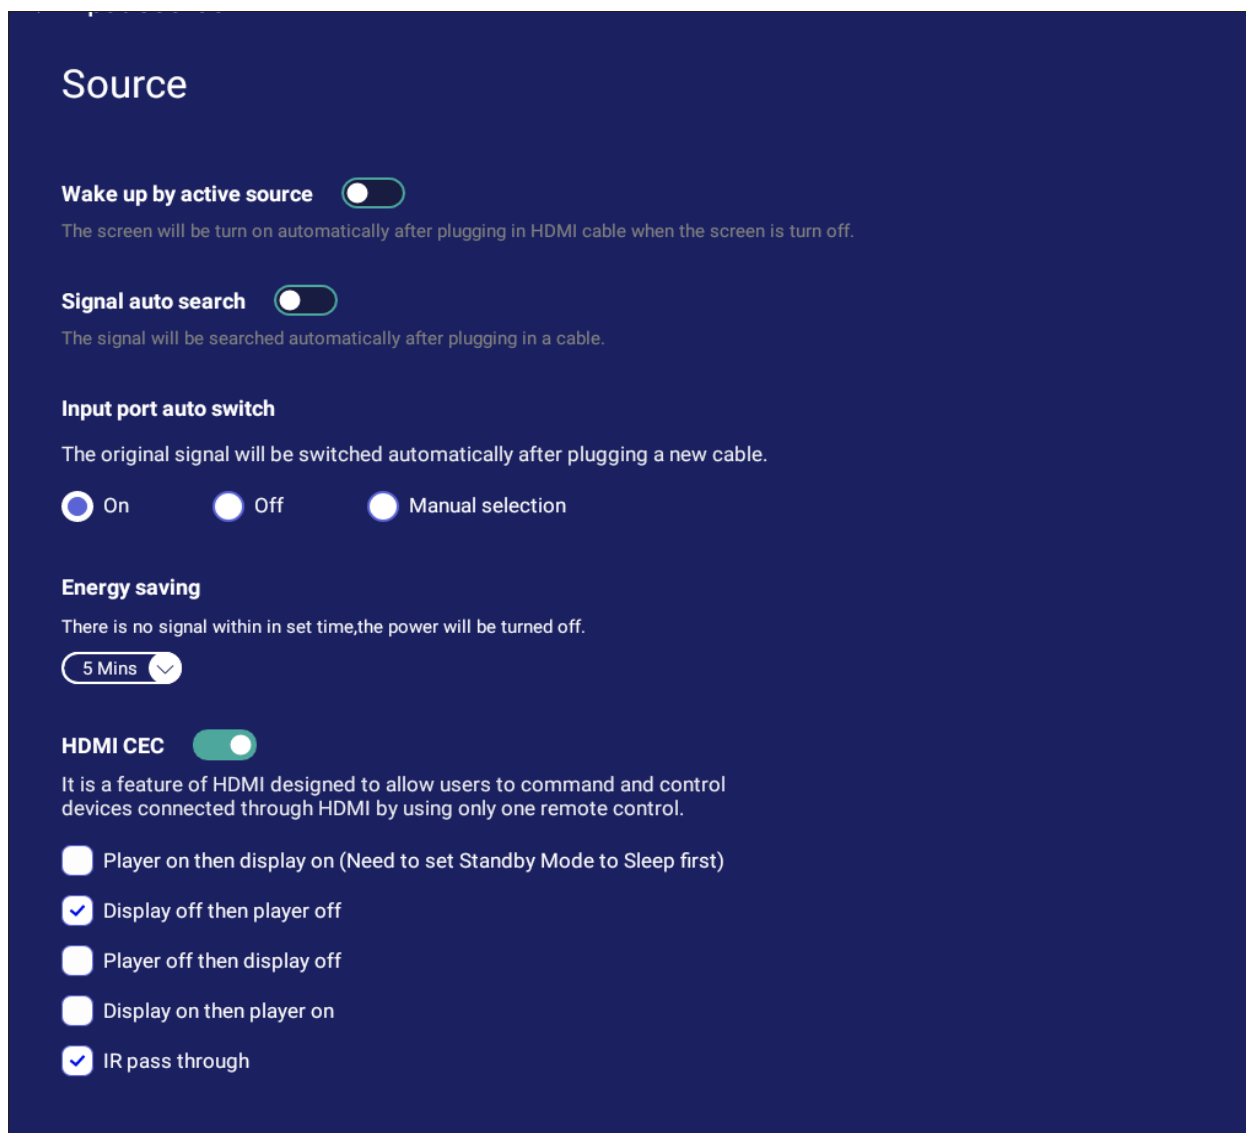 Source
Wake up by active source
The screen will be turn on automatically after plugging in HDMI cable when the screen is turn off.
Signal auto search
The signal will be searched automatically after plugging in a cable.
Input port auto switch
The original signal will be switched automatically after plugging a new cable.
On Off Manual selection
Energy saving
There is no signal within in set time,the power will be turned off.
5 Mins
HDMI CEC
It is a feature of HDMI designed to allow users to command and control
devices connected through HDMI by using only one remote control.
Player on then display on (Need to set Standby Mode to Sleep first)
Display off then player off
Player off then display off
Display on then player on
IR pass through